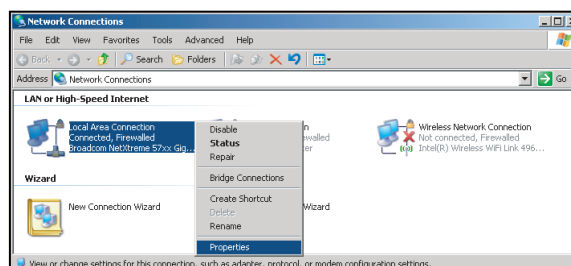 Network Connections
File Edit View Favorites Tools Advanced Help
Back Search Folders
Address Network Connections Go
LAN or High-Speed Internet
Local Area Connection
Connected, Firewalled
Broadcom NetXtreme 57xx Gig...
Disable
Status
Repair
Bridge Connections
Create Shortcut
Delete
Rename
Properties
Wireless Network Connection
Not connected, Firewalled
Intel(R) Wireless WiFi Link 496...
Wizard
New Connection Wizard
Wizard
View or change settings for this connection, such as adapter, protocol, or modem configuration settings.